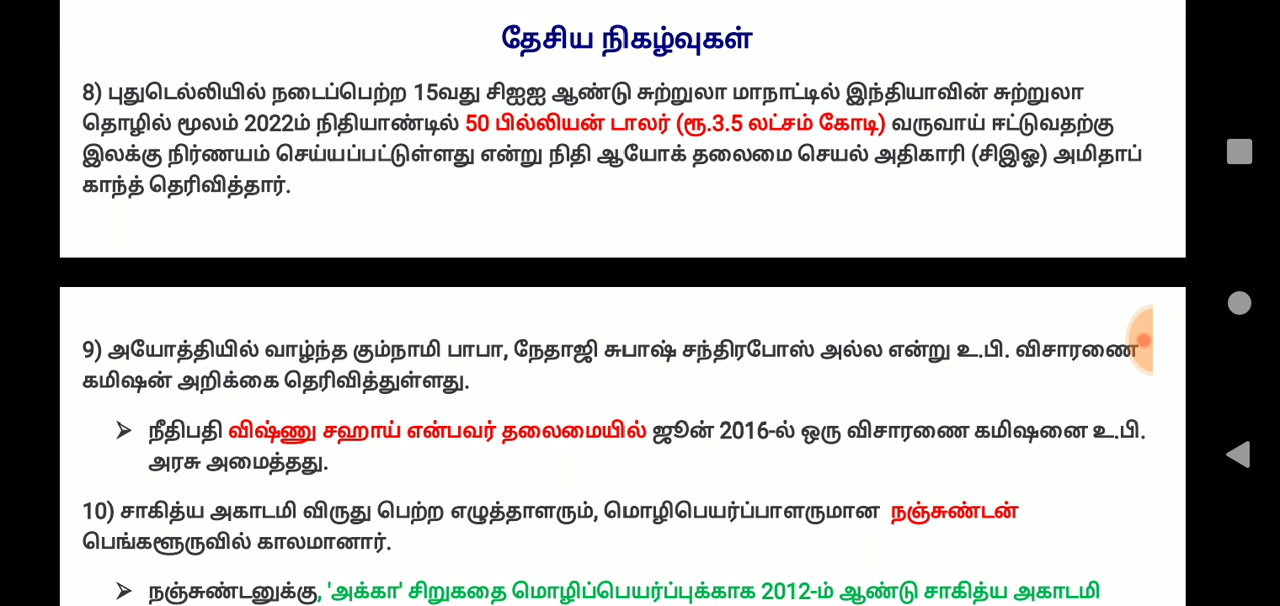 தேசிய நிகழ்வுகள்
8) புதுடெல்லியில் நடைப்பெற்ற 15வது சிஐஐ ஆண்டு சுற்றுலா மாநாட்டில் இந்தியாவின் சுற்றுலா
தொழில் மூலம் 2022ம் நிதியாண்டில் 50 பில்லியன் டாலர் (ரூ.3.5 லட்சம் கோடி) வருவாய் ஈட்டுவதற்கு
இலக்கு நிர்ணயம் செய்யப்பட்டுள்ளது என்று நிதி ஆயோக் தலைமை செயல் அதிகாரி (சிஇஓ) அமிதாப்
காந்த் தெரிவித்தார்.
9) அயோத்தியில் வாழ்ந்த கும்நாமி பாபா, நேதாஜி சுபாஷ் சந்திரபோஸ் அல்ல என்று உ.பி. விசாரணை
கமிஷன் அறிக்கை தெரிவித்துள்ளது.
➤ நீதிபதி விஷ்ணு சஹாய் என்பவர் தலைமையில் ஜூன் 2016-ல் ஒரு விசாரணை கமிஷனை உ.பி.
அரசு அமைத்தது.
10) சாகித்ய அகாடமி விருது பெற்ற எழுத்தாளரும், மொழிபெயர்ப்பாளருமான நஞ்சுண்டன்
பெங்களூருவில் காலமானார்.
➤ நஞ்சுண்டனுக்கு, 'அக்கா' சிறுகதை மொழிப்பெயர்ப்புக்காக 2012-ம் ஆண்டு சாகித்ய அகாடமி